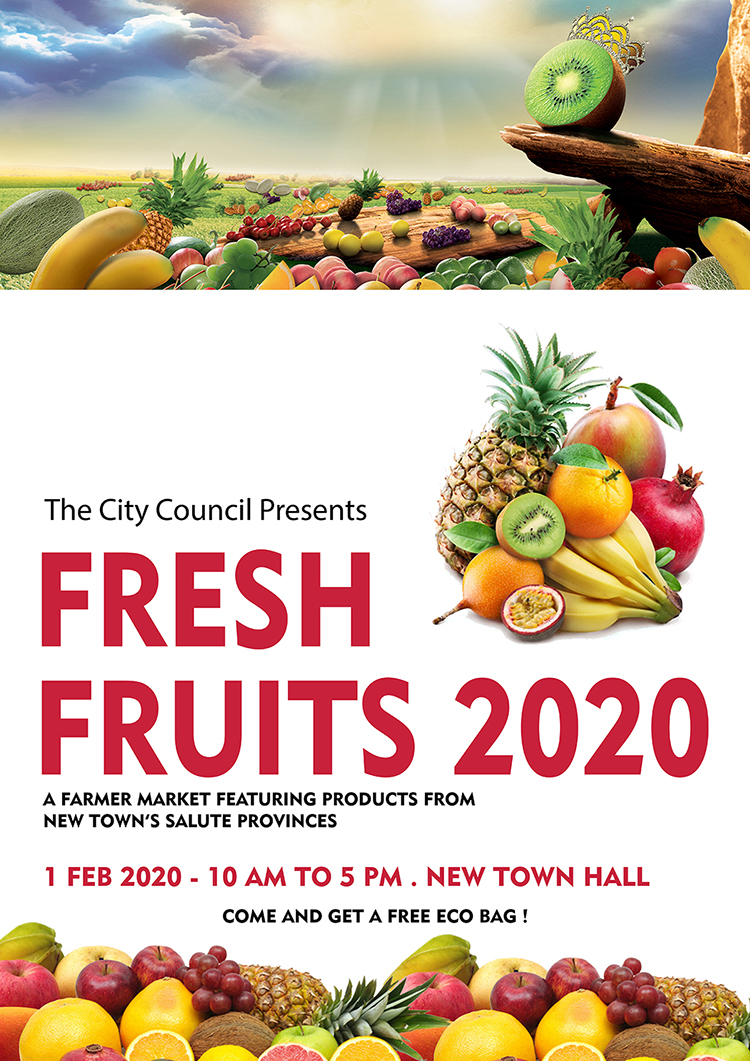 The City Council Presents
FRESH
FRUITS 2020
A FARMER MARKET FEATURING PRODUCTS FROM
NEW TOWN'S SALUTE PROVINCES
1 FEB 2020 - 10 AM TO 5 PM . NEW TOWN HALL
COME AND GET A FREE ECO BAG !